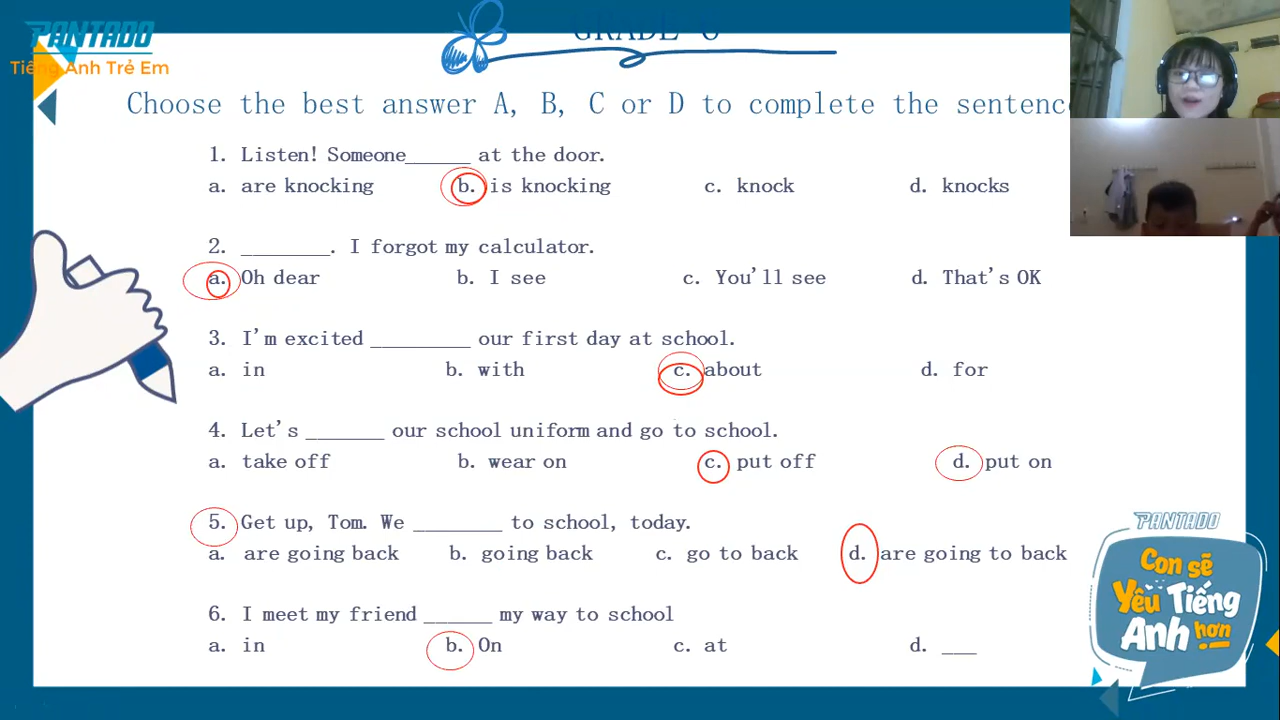 PANTADO
Tiếng Anh Trẻ Em
GRADE 6
Choose the best answer A, B, C or D to complete the sentenc
1. Listen! Someone______ at the door.
a. are knocking b. is knocking c. knock d. knocks
2. ________. I forgot my calculator.
a. Oh dear b. I see c. You'll see d. That's OK
3. I'm excited _________ our first day at school.
a. in b. with c. about d. for
4. Let's _______ our school uniform and go to school.
a. take off b. wear on c. put off d. put on
5. Get up, Tom. We ________ to school, today.
a. are going back b. going back c. go to back d. are going to back
6. I meet my friend ______ my way to school
a. in b. On c. at d. ___
PANTADO
Con sẽ
Yêu Tiếng
Anh hơn